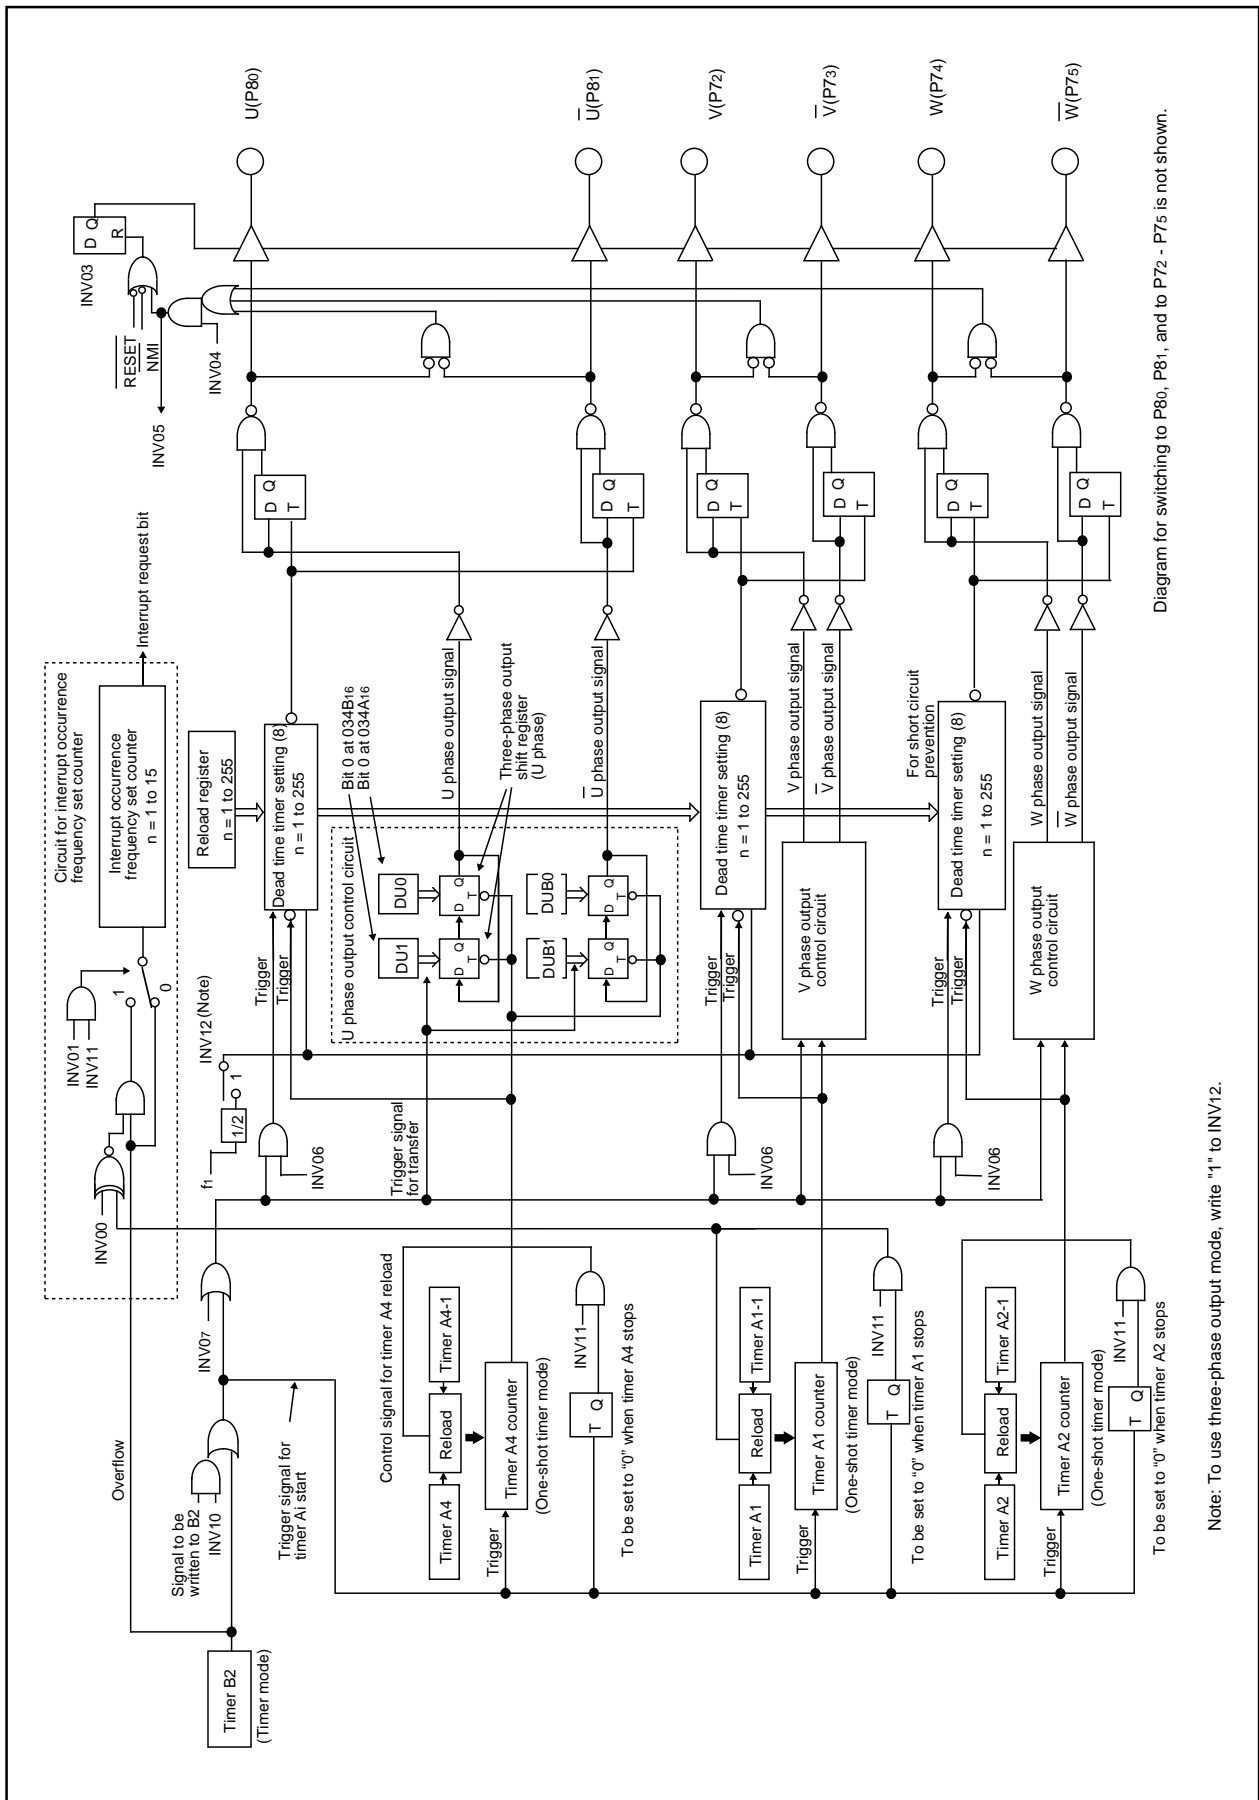 INV03
D Q
R
RESET
NMI
INV04
INV05
U(P80)
U(P81)
V(P72)
V(P73)
W(P74)
W(P75)
Diagram for switching to P80, P81, and to P72 - P75 is not shown.
Interrupt request bit
Circuit for interrupt occurrence
frequency set counter
Interrupt occurrence
frequency set counter
n = 1 to 15
1
0
INV01
INV11
INV00
Overflow
Reload register
n = 1 to 255
Dead time timer setting (8)
n = 1 to 255
Trigger
Trigger
INV12 (Note)
1
1/2
f1
INV06
INV07
D Q
T
D Q
T
U phase output signal
U phase output signal
Bit 0 at 034B16
Bit 0 at 034A16
Three-phase output
shift register
(U phase)
U phase output control circuit
DU0
DU1
D Q
T
D Q
T
DUB0
DUB1
D Q
T
D Q
T
Trigger signal
for transfer
Signal to be
written to B2
INV10
Trigger signal for
timer Ai start
Timer B2
(Timer mode)
Control signal for timer A4 reload
Timer A4
Reload
Timer A4-1
Trigger
Timer A4 counter
(One-shot timer mode)
INV11
T Q
To be set to “0” when timer A4 stops
D Q
T
D Q
T
Dead time timer setting (8)
n = 1 to 255
V phase output signal
V phase output signal
V phase output
control circuit
Trigger
Trigger
INV06
Timer A1
Reload
Timer A1-1
Trigger
Timer A1 counter
(One-shot timer mode)
INV11
T Q
To be set to “0” when timer A1 stops
D Q
T
D Q
T
For short circuit
prevention
Dead time timer setting (8)
n = 1 to 255
W phase output signal
W phase output signal
W phase output
control circuit
Trigger
Trigger
INV06
Timer A2
Reload
Timer A2-1
Trigger
Timer A2 counter
(One-shot timer mode)
INV11
T Q
To be set to “0” when timer A2 stops
Note: To use three-phase output mode, write "1" to INV12.